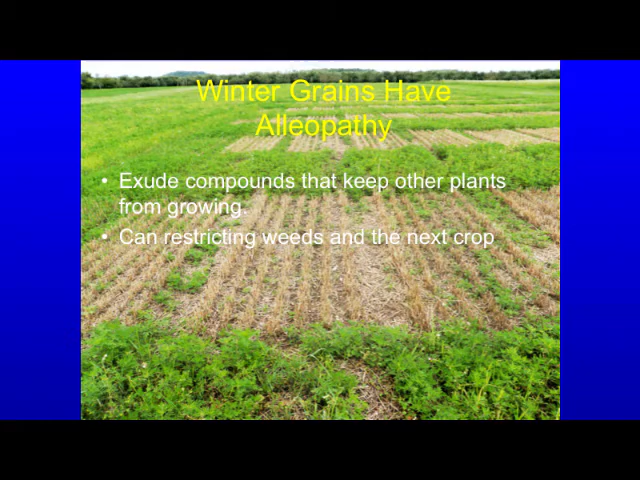 Winter Grains Have
Alleopathy
• Exude compounds that keep other plants
from growing.
• Can restricting weeds and the next crop